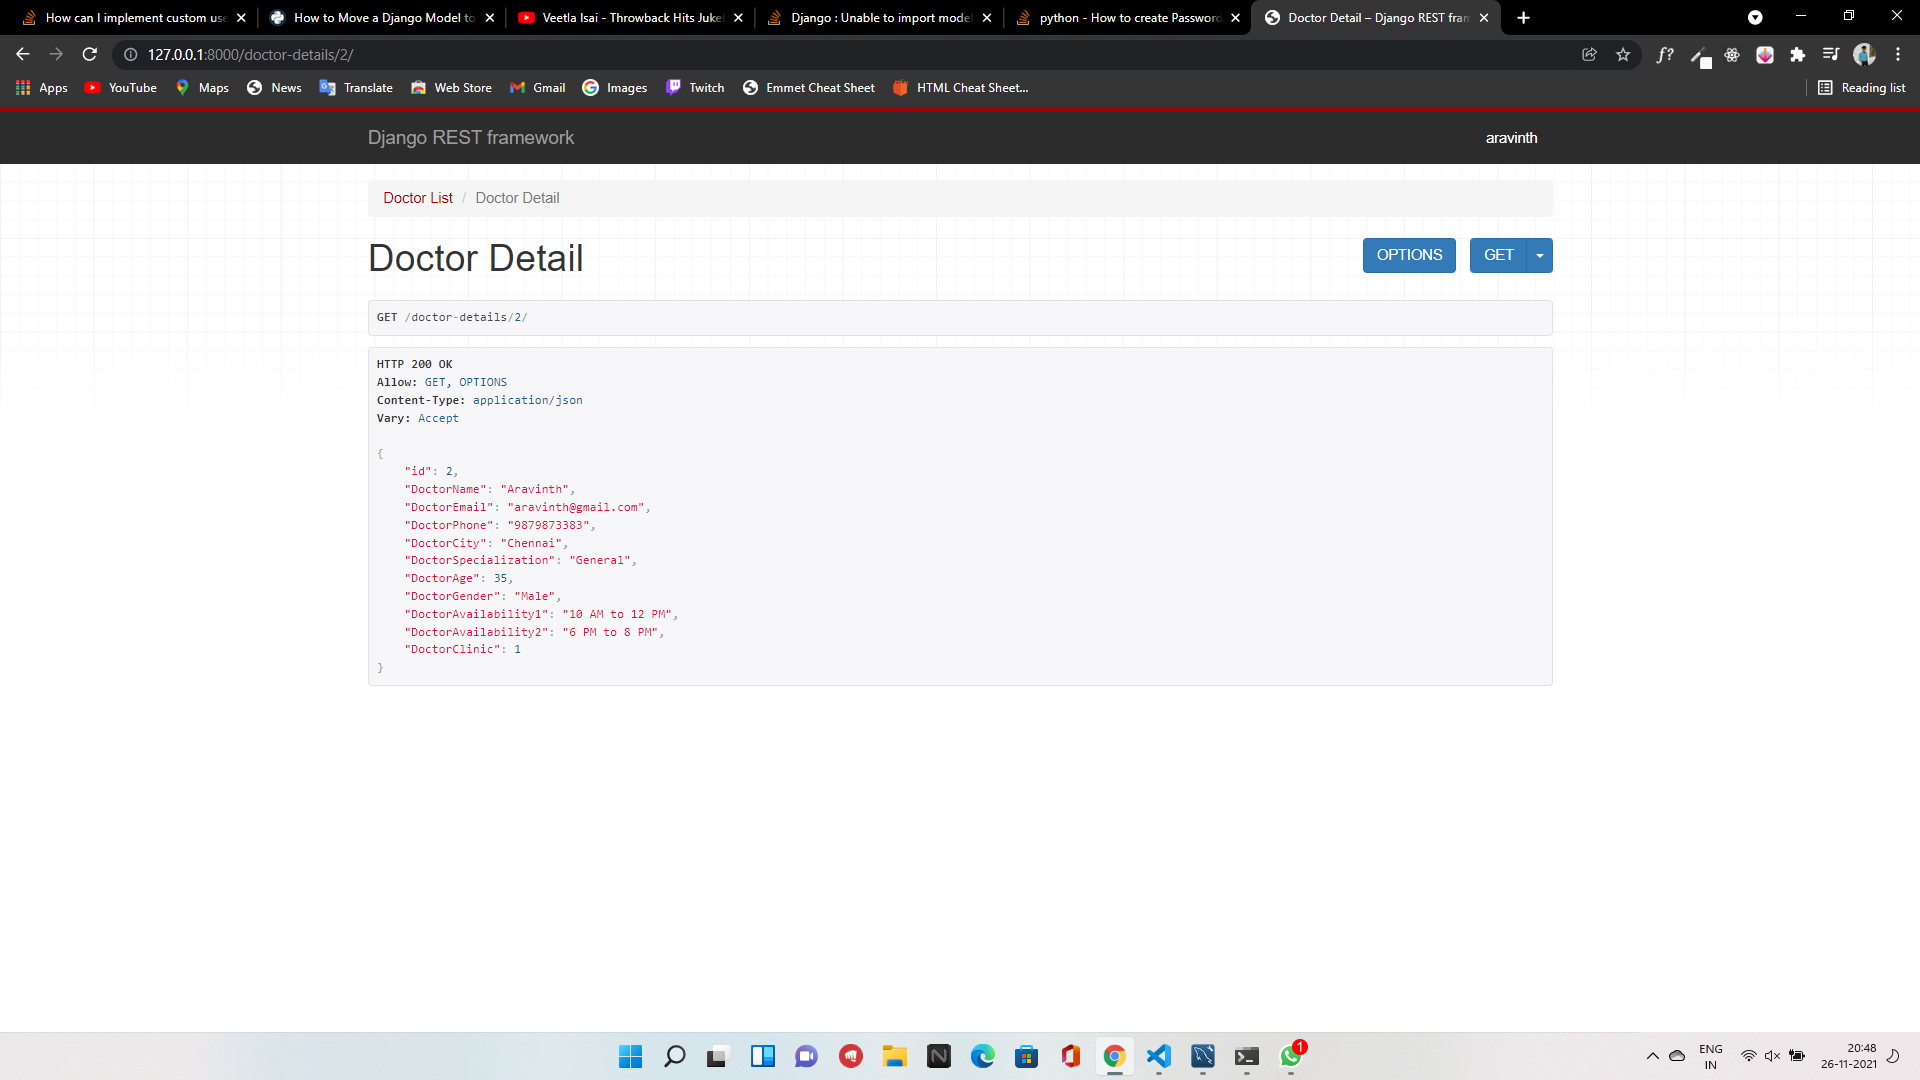 How can I implement custom use
How to Move a Django Model to
Veetla Isai - Throwback Hits Juke
Django : Unable to import model
python - How to create Password
Doctor Detail – Django REST fram
127.0.0.1:8000/doctor-details/2/
Apps
YouTube
Maps
News
Translate
Web Store
Gmail
Images
Twitch
Emmet Cheat Sheet
HTML Cheat Sheet...
Reading list
Django REST framework
aravinth
Doctor List / Doctor Detail
Doctor Detail
OPTIONS
GET
GET /doctor-details/2/
HTTP 200 OK
Allow: GET, OPTIONS
Content-Type: application/json
Vary: Accept
{
"id": 2,
"DoctorName": "Aravinth",
"DoctorEmail": "aravinth@gmail.com",
"DoctorPhone": "9879873383",
"DoctorCity": "Chennai",
"DoctorSpecialization": "General",
"DoctorAge": 35,
"DoctorGender": "Male",
"DoctorAvailability1": "10 AM to 12 PM",
"DoctorAvailability2": "6 PM to 8 PM",
"DoctorClinic": 1
}
1
ENG
IN
20:48
26-11-2021